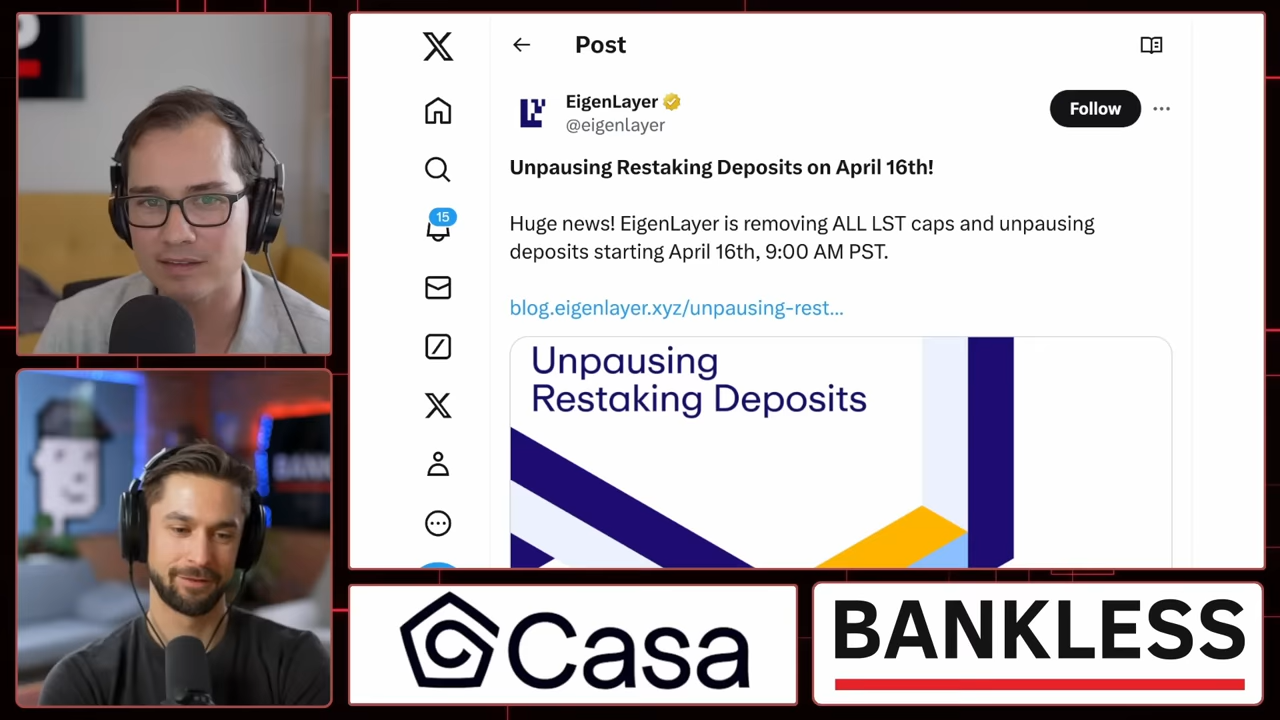 Post
EigenLayer
@eigenlayer
Follow
Unpausing Restaking Deposits on April 16th!
15
Huge news! EigenLayer is removing ALL LST caps and unpausing
deposits starting April 16th, 9:00 AM PST.
blog.eigenlayer.xyz/unpausing-rest...
Unpausing
Restaking Deposits
Casa
BANKLESS